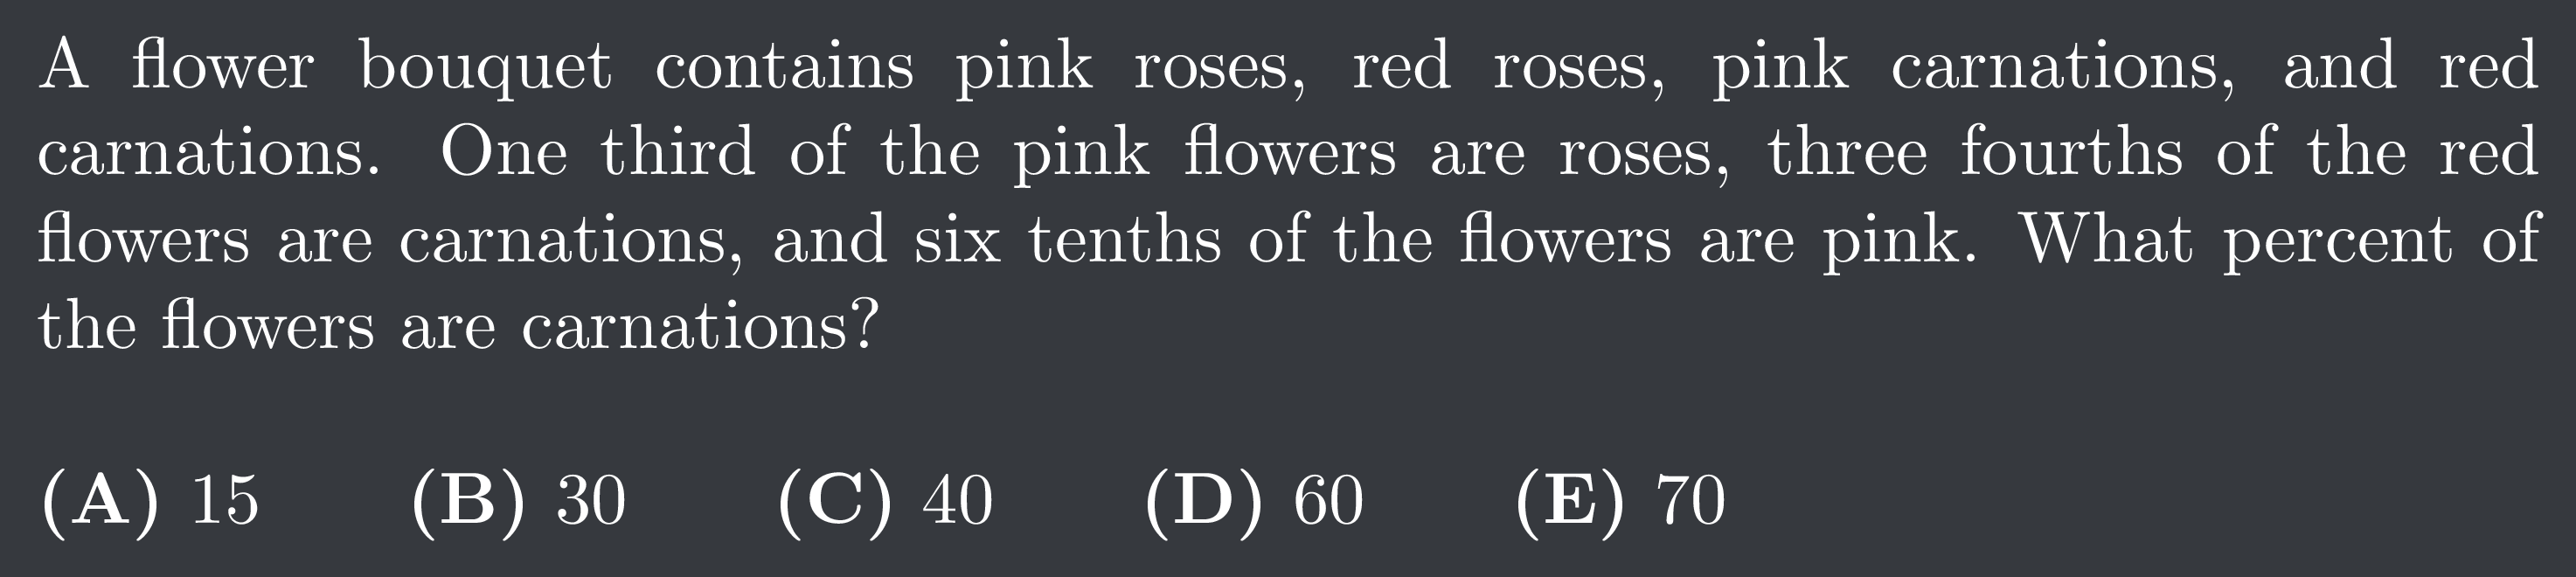 A flower bouquet contains pink roses, red roses, pink carnations, and red
carnations. One third of the pink flowers are roses, three fourths of the red
flowers are carnations, and six tenths of the flowers are pink. What percent of
the flowers are carnations?
(A) 15 (B) 30 (C) 40 (D) 60 (E) 70